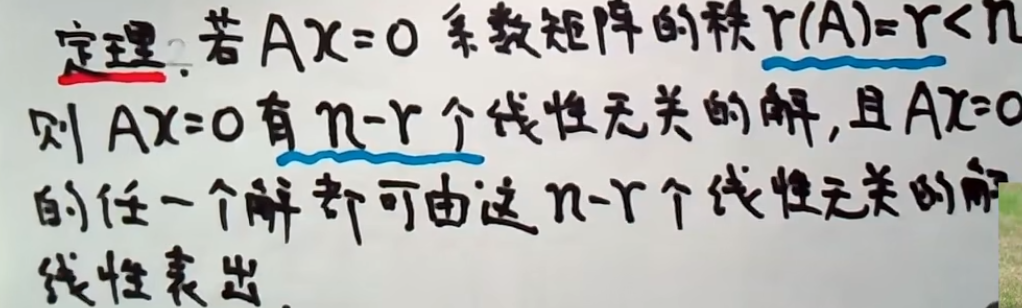 定理：若 Ax=0 系数矩阵的秩 r(A)=r<n
则 Ax=0 有 n-r 个线性无关的解,且 Ax=0
的任一个解都可由这 n-r 个线性无关的解
线性表出.